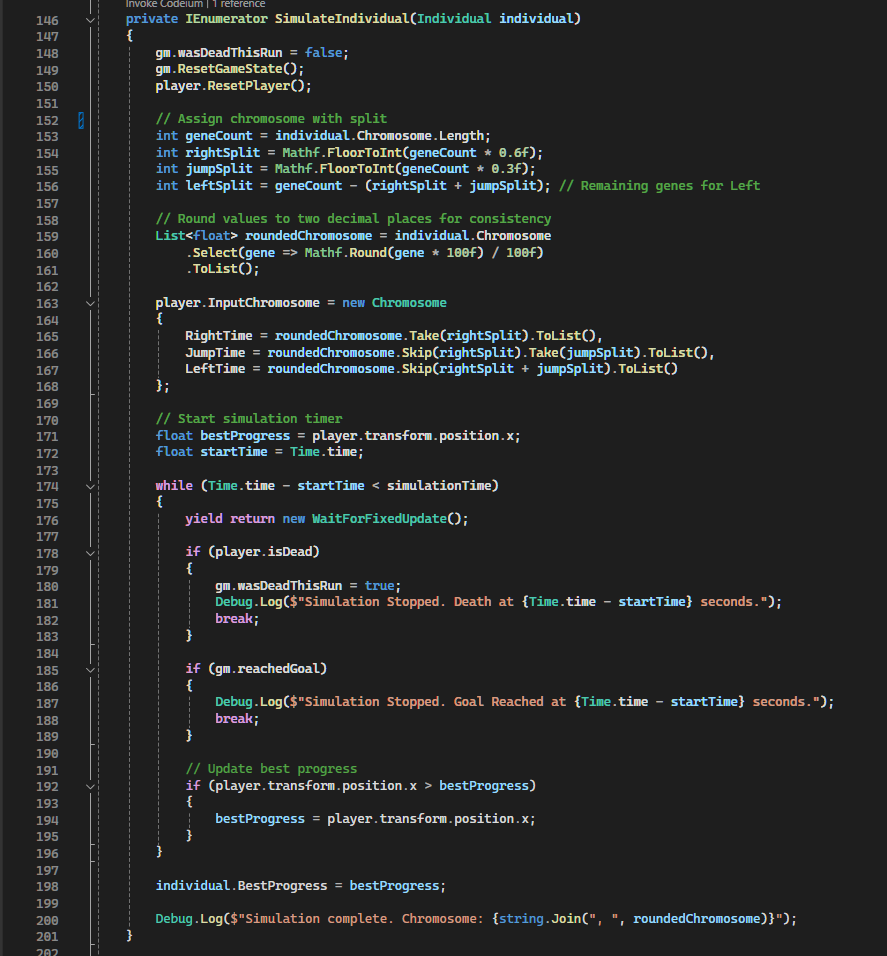 Invoke Codeium | 1 reference
146 private IEnumerator SimulateIndividual(Individual individual)
147 {
148 gm.wasDeadThisRun = false;
149 gm.ResetGameState();
150 player.ResetPlayer();
151
152 // Assign chromosome with split
153 int geneCount = individual.Chromosome.Length;
154 int rightSplit = Mathf.FloorToInt(geneCount * 0.6f);
155 int jumpSplit = Mathf.FloorToInt(geneCount * 0.3f);
156 int leftSplit = geneCount - (rightSplit + jumpSplit); // Remaining genes for Left
157
158 // Round values to two decimal places for consistency
159 List<float> roundedChromosome = individual.Chromosome
160 .Select(gene => Mathf.Round(gene * 100f) / 100f)
161 .ToList();
162
163 player.InputChromosome = new Chromosome
164 {
165 RightTime = roundedChromosome.Take(rightSplit).ToList(),
166 JumpTime = roundedChromosome.Skip(rightSplit).Take(jumpSplit).ToList(),
167 LeftTime = roundedChromosome.Skip(rightSplit + jumpSplit).ToList()
168 };
169
170 // Start simulation timer
171 float bestProgress = player.transform.position.x;
172 float startTime = Time.time;
173
174 while (Time.time - startTime < simulationTime)
175 {
176 yield return new WaitForFixedUpdate();
177
178 if (player.isDead)
179 {
180 gm.wasDeadThisRun = true;
181 Debug.Log($"Simulation Stopped. Death at {Time.time - startTime} seconds.");
182 break;
183 }
184
185 if (gm.reachedGoal)
186 {
187 Debug.Log($"Simulation Stopped. Goal Reached at {Time.time - startTime} seconds.");
188 break;
189 }
190
191 // Update best progress
192 if (player.transform.position.x > bestProgress)
193 {
194 bestProgress = player.transform.position.x;
195 }
196 }
197
198 individual.BestProgress = bestProgress;
199
200 Debug.Log($"Simulation complete. Chromosome: {string.Join(", ", roundedChromosome)}");
201 }
202